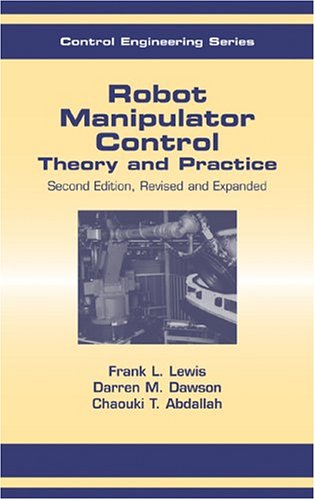 Control Engineering Series
Robot
Manipulator
Control
Theory and Practice
Second Edition, Revised and Expanded
Frank L. Lewis
Darren M. Dawson
Chaouki T. Abdallah